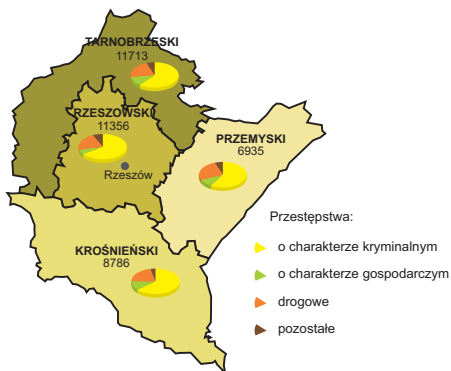 TARNOBRZESKI
11713
RZESZOWSKI
11356
Rzeszów
PRZEMYSKI
6935
KROŚNIEŃSKI
8786
Przestępstwa:
o charakterze kryminalnym
o charakterze gospodarczym
drogowe
pozostałe